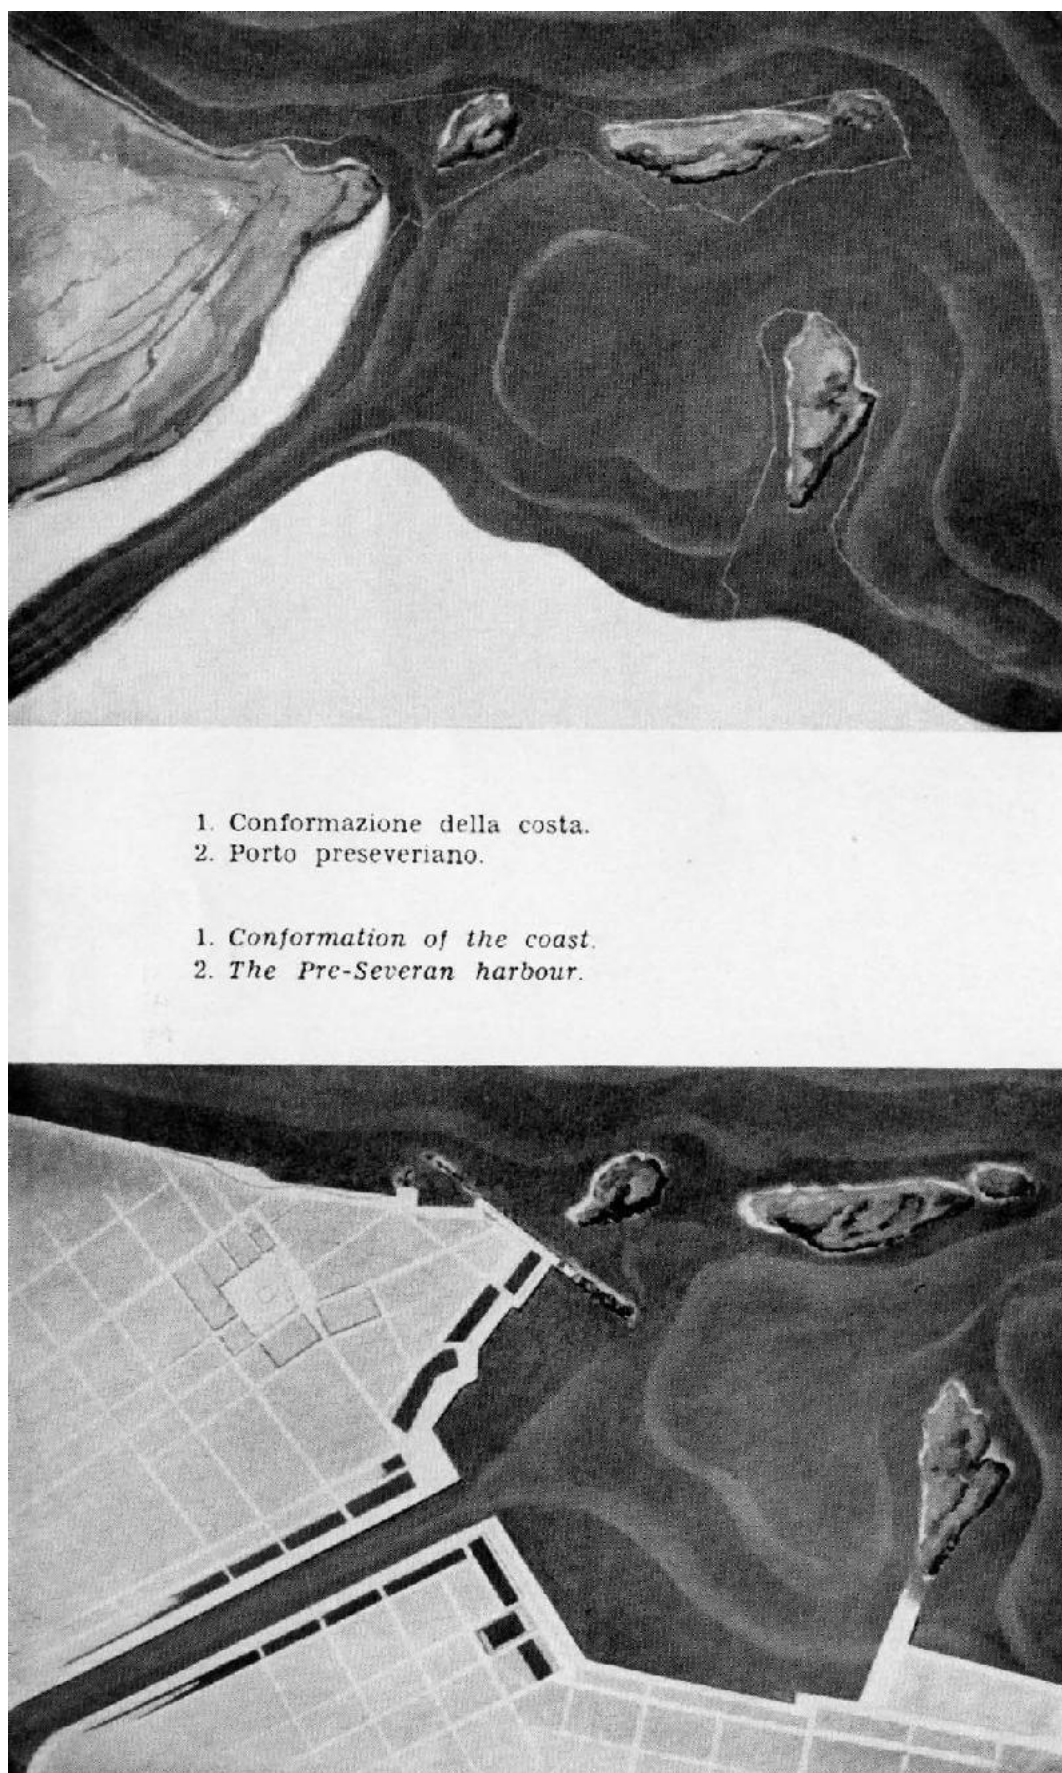 1. Conformazione della costa.
2. Porto preseveriano.
1. Conformation of the coast.
2. The Pre-Severan harbour.